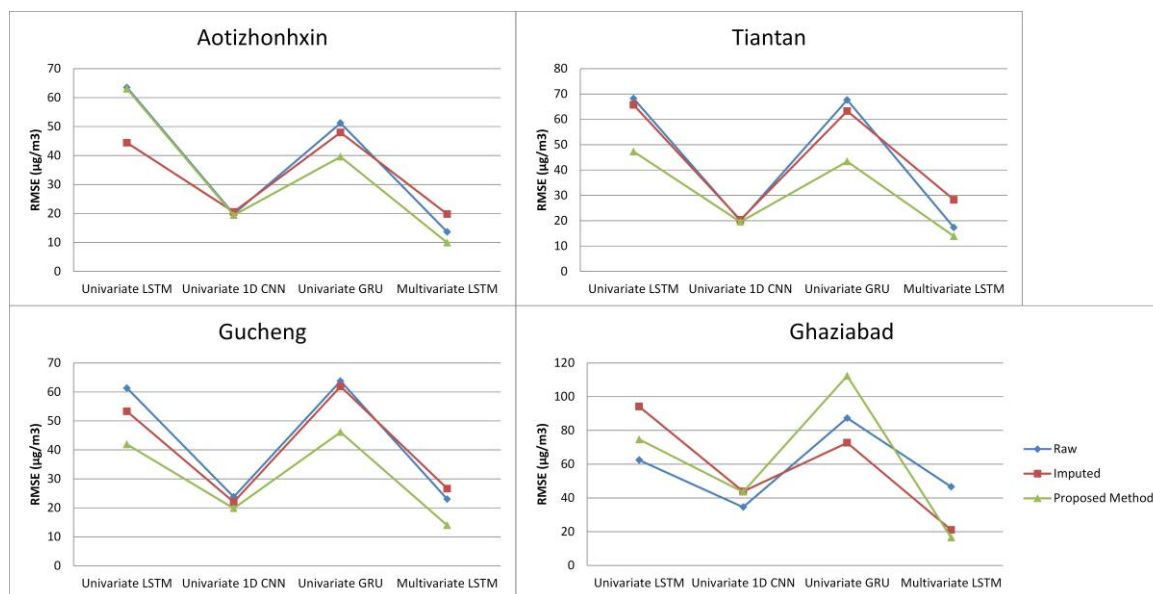 Aotizhonhxin
70
60
50
40
30
20
10
0
RMSE (µg/m3)
Univariate LSTM Univariate 1D CNN Univariate GRU Multivariate LSTM
Tiantan
80
70
60
50
40
30
20
10
0
RMSE (µg/m3)
Univariate LSTM Univariate 1D CNN Univariate GRU Multivariate LSTM
Gucheng
70
60
50
40
30
20
10
0
RMSE (µg/m3)
Univariate LSTM Univariate 1D CNN Univariate GRU Multivariate LSTM
Ghaziabad
120
100
80
60
40
20
0
RMSE (µg/m3)
Univariate LSTM Univariate 1D CNN Univariate GRU Multivariate LSTM
Raw
Imputed
Proposed Method